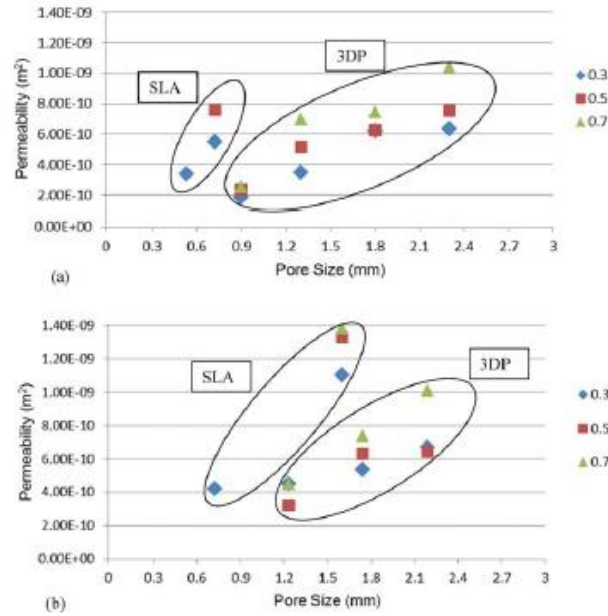 1.40E-09
1.20E-09
1.00E-09
8.00E-10
6.00E-10
4.00E-10
2.00E-10
0.00E+00
Permeability (m²)
SLA
3DP
0.3
0.5
0.7
0 0.3 0.6 0.9 1.2 1.5 1.8 2.1 2.4 2.7 3
Pore Size (mm)
(a)
1.40E-09
1.20E-09
1.00E-09
8.00E-10
6.00E-10
4.00E-10
2.00E-10
0.00E+00
Permeability (m²)
SLA
3DP
0.3
0.5
0.7
0 0.3 0.6 0.9 1.2 1.5 1.8 2.1 2.4 2.7 3
Pore Size (mm)
(b)